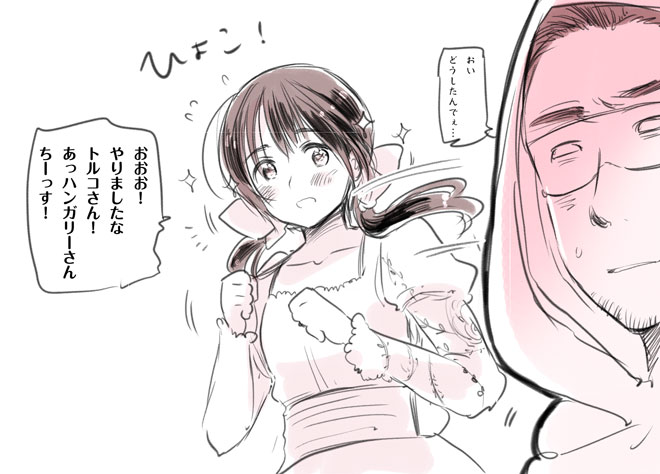 ひょこ!
おい
どうしたんでぇ…
おおお!
やりましたな
トルコさん!
あっハンガリーさん
ちーっす!